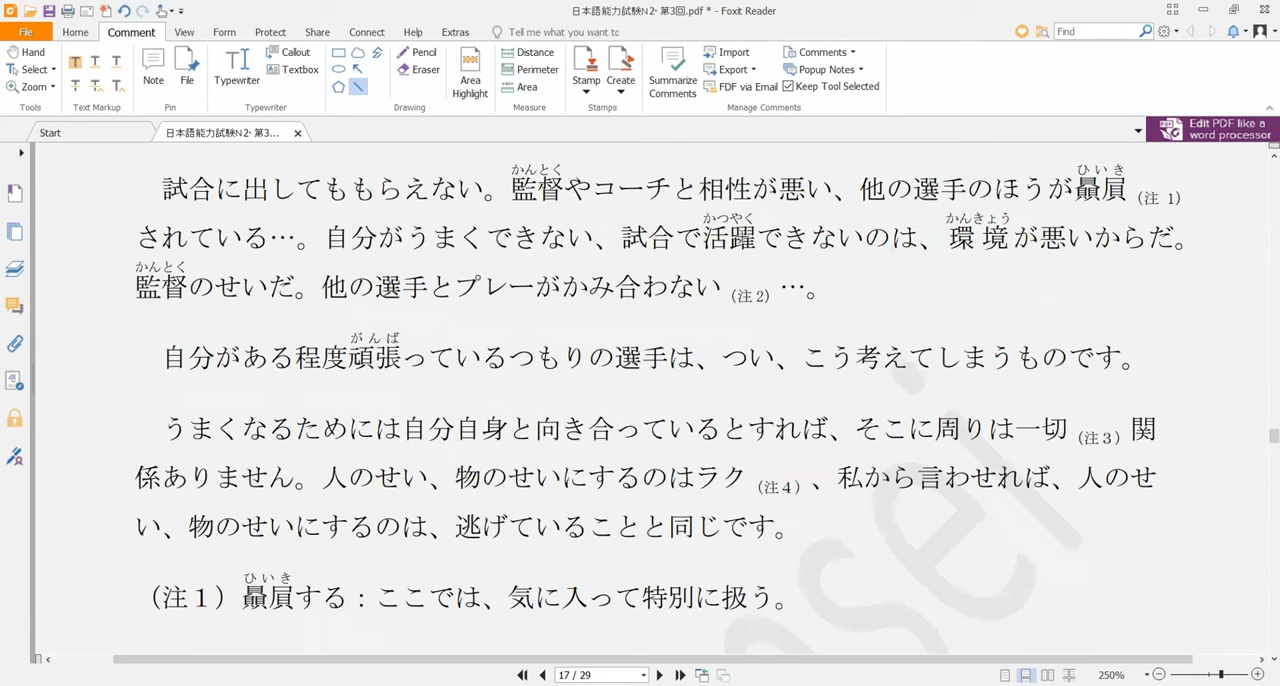 日本語能力試験N2· 第3回.pdf * - Foxit Reader
File Home Comment View Form Protect Share Connect Help Extras Tell me what you want to Find
Hand Select Zoom Tools
Text Markup
Note File Pin
Typewriter Callout Textbox Typewriter
Pencil Eraser Drawing
Area Highlight
Distance Perimeter Area Measure
Stamp Create Stamps
Summarize Comments Import Export FDF via Email Comments Popup Notes Keep Tool Selected Manage Comments
Start 日本語能力試験N2· 第3... Edit PDF like a word processor
かんとく ひいき
試合に出してももらえない。監督やコーチと相性が悪い、他の選手のほうが贔屓（注 1）
かつやく かんきょう
されている…。自分がうまくできない、試合で活躍できないのは、環境が悪いからだ。
かんとく
監督のせいだ。他の選手とプレーがかみ合わない（注2）…。
がんば
自分がある程度頑張っているつもりの選手は、つい、こう考えてしまうものです。
うまくなるためには自分自身と向き合っているとすれば、そこに周りは一切（注３）関
係ありません。人のせい、物のせいにするのはラク（注４）、私から言わせれば、人のせ
い、物のせいにするのは、逃げていることと同じです。
ひいき
（注１）贔屓する：ここでは、気に入って特別に扱う。
17 / 29 250%